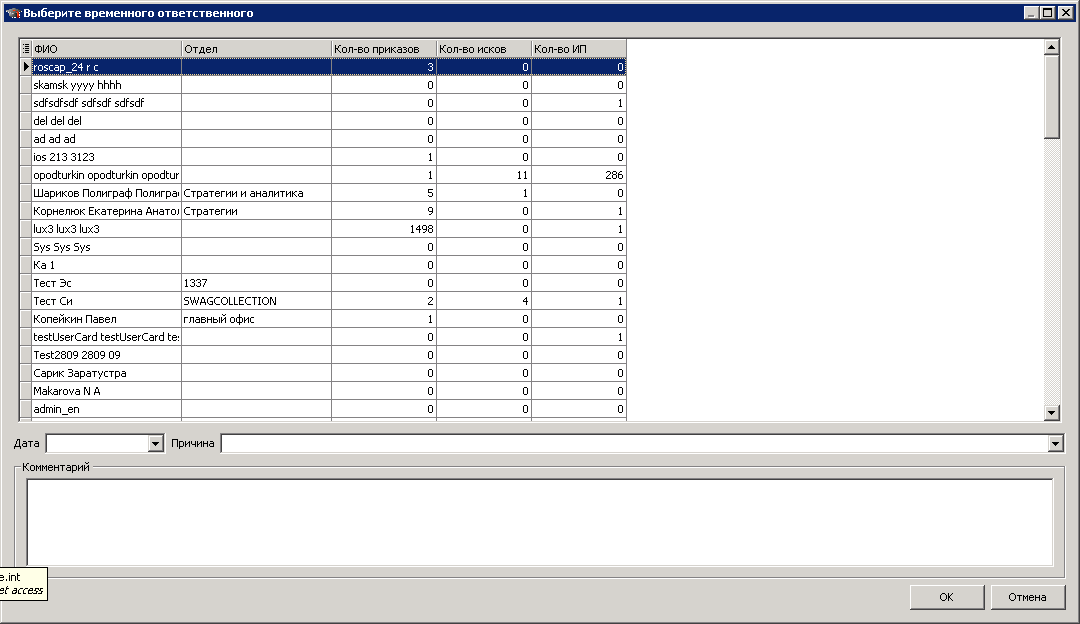 Выберите временного ответственного
ФИО Отдел Кол-во приказов Кол-во исков Кол-во ИП
roscap_24 r c 3 0 0
skamsk yyyy hhhh 0 0 0
sdfsdfsdf sdfsdf sdfsdf 0 0 1
del del del 0 0 0
ad ad ad 0 0 0
ios 213 3123 1 0 0
opodturkin opodturkin opodtur 1 11 286
Шариков Полиграф Полигра Стратегии и аналитика 5 1 0
Корнелюк Екатерина Анато Стратегии 9 0 1
lux3 lux3 lux3 1498 0 1
Sys Sys Sys 0 0 0
Ка 1 0 0 0
Тест Эс 1337 0 0 0
Тест Си SWAGCOLLECTION 2 4 1
Копейкин Павел главный офис 1 0 0
testUserCard testUserCard te 0 0 1
Test2809 2809 09 0 0 0
Сарик Заратустра 0 0 0
Makarova N A 0 0 0
admin_en 0 0 0
Дата Причина
Комментарий
e.int
et access
OK Отмена